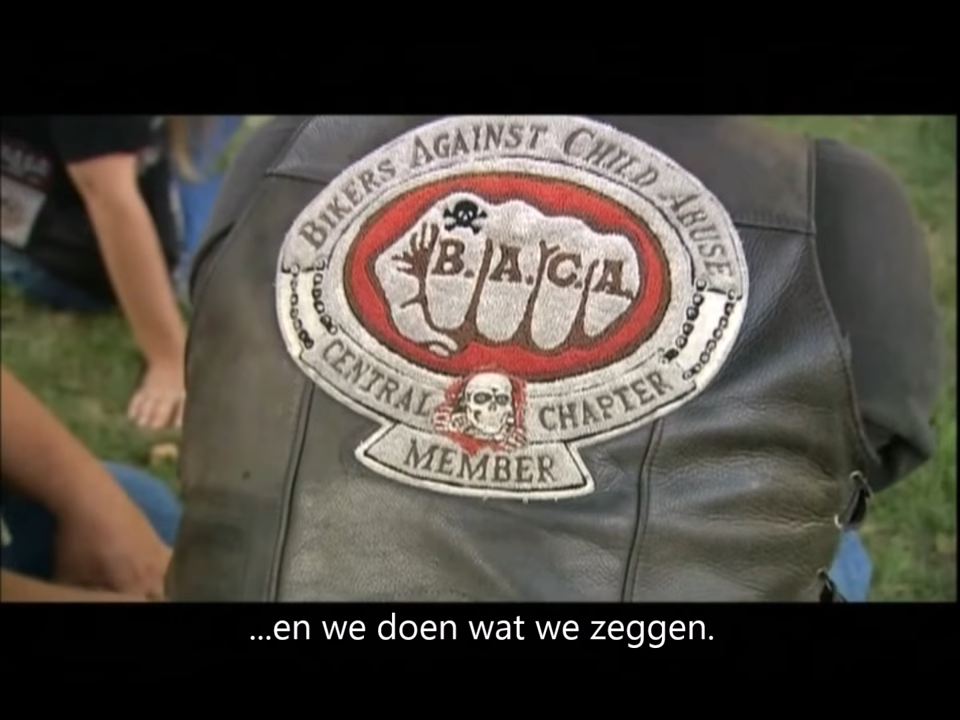 BIKERS AGAINST CHILD ABUSE
B.A.C.A.
CENTRAL CHAPTER
MEMBER
...en we doen wat we zeggen.